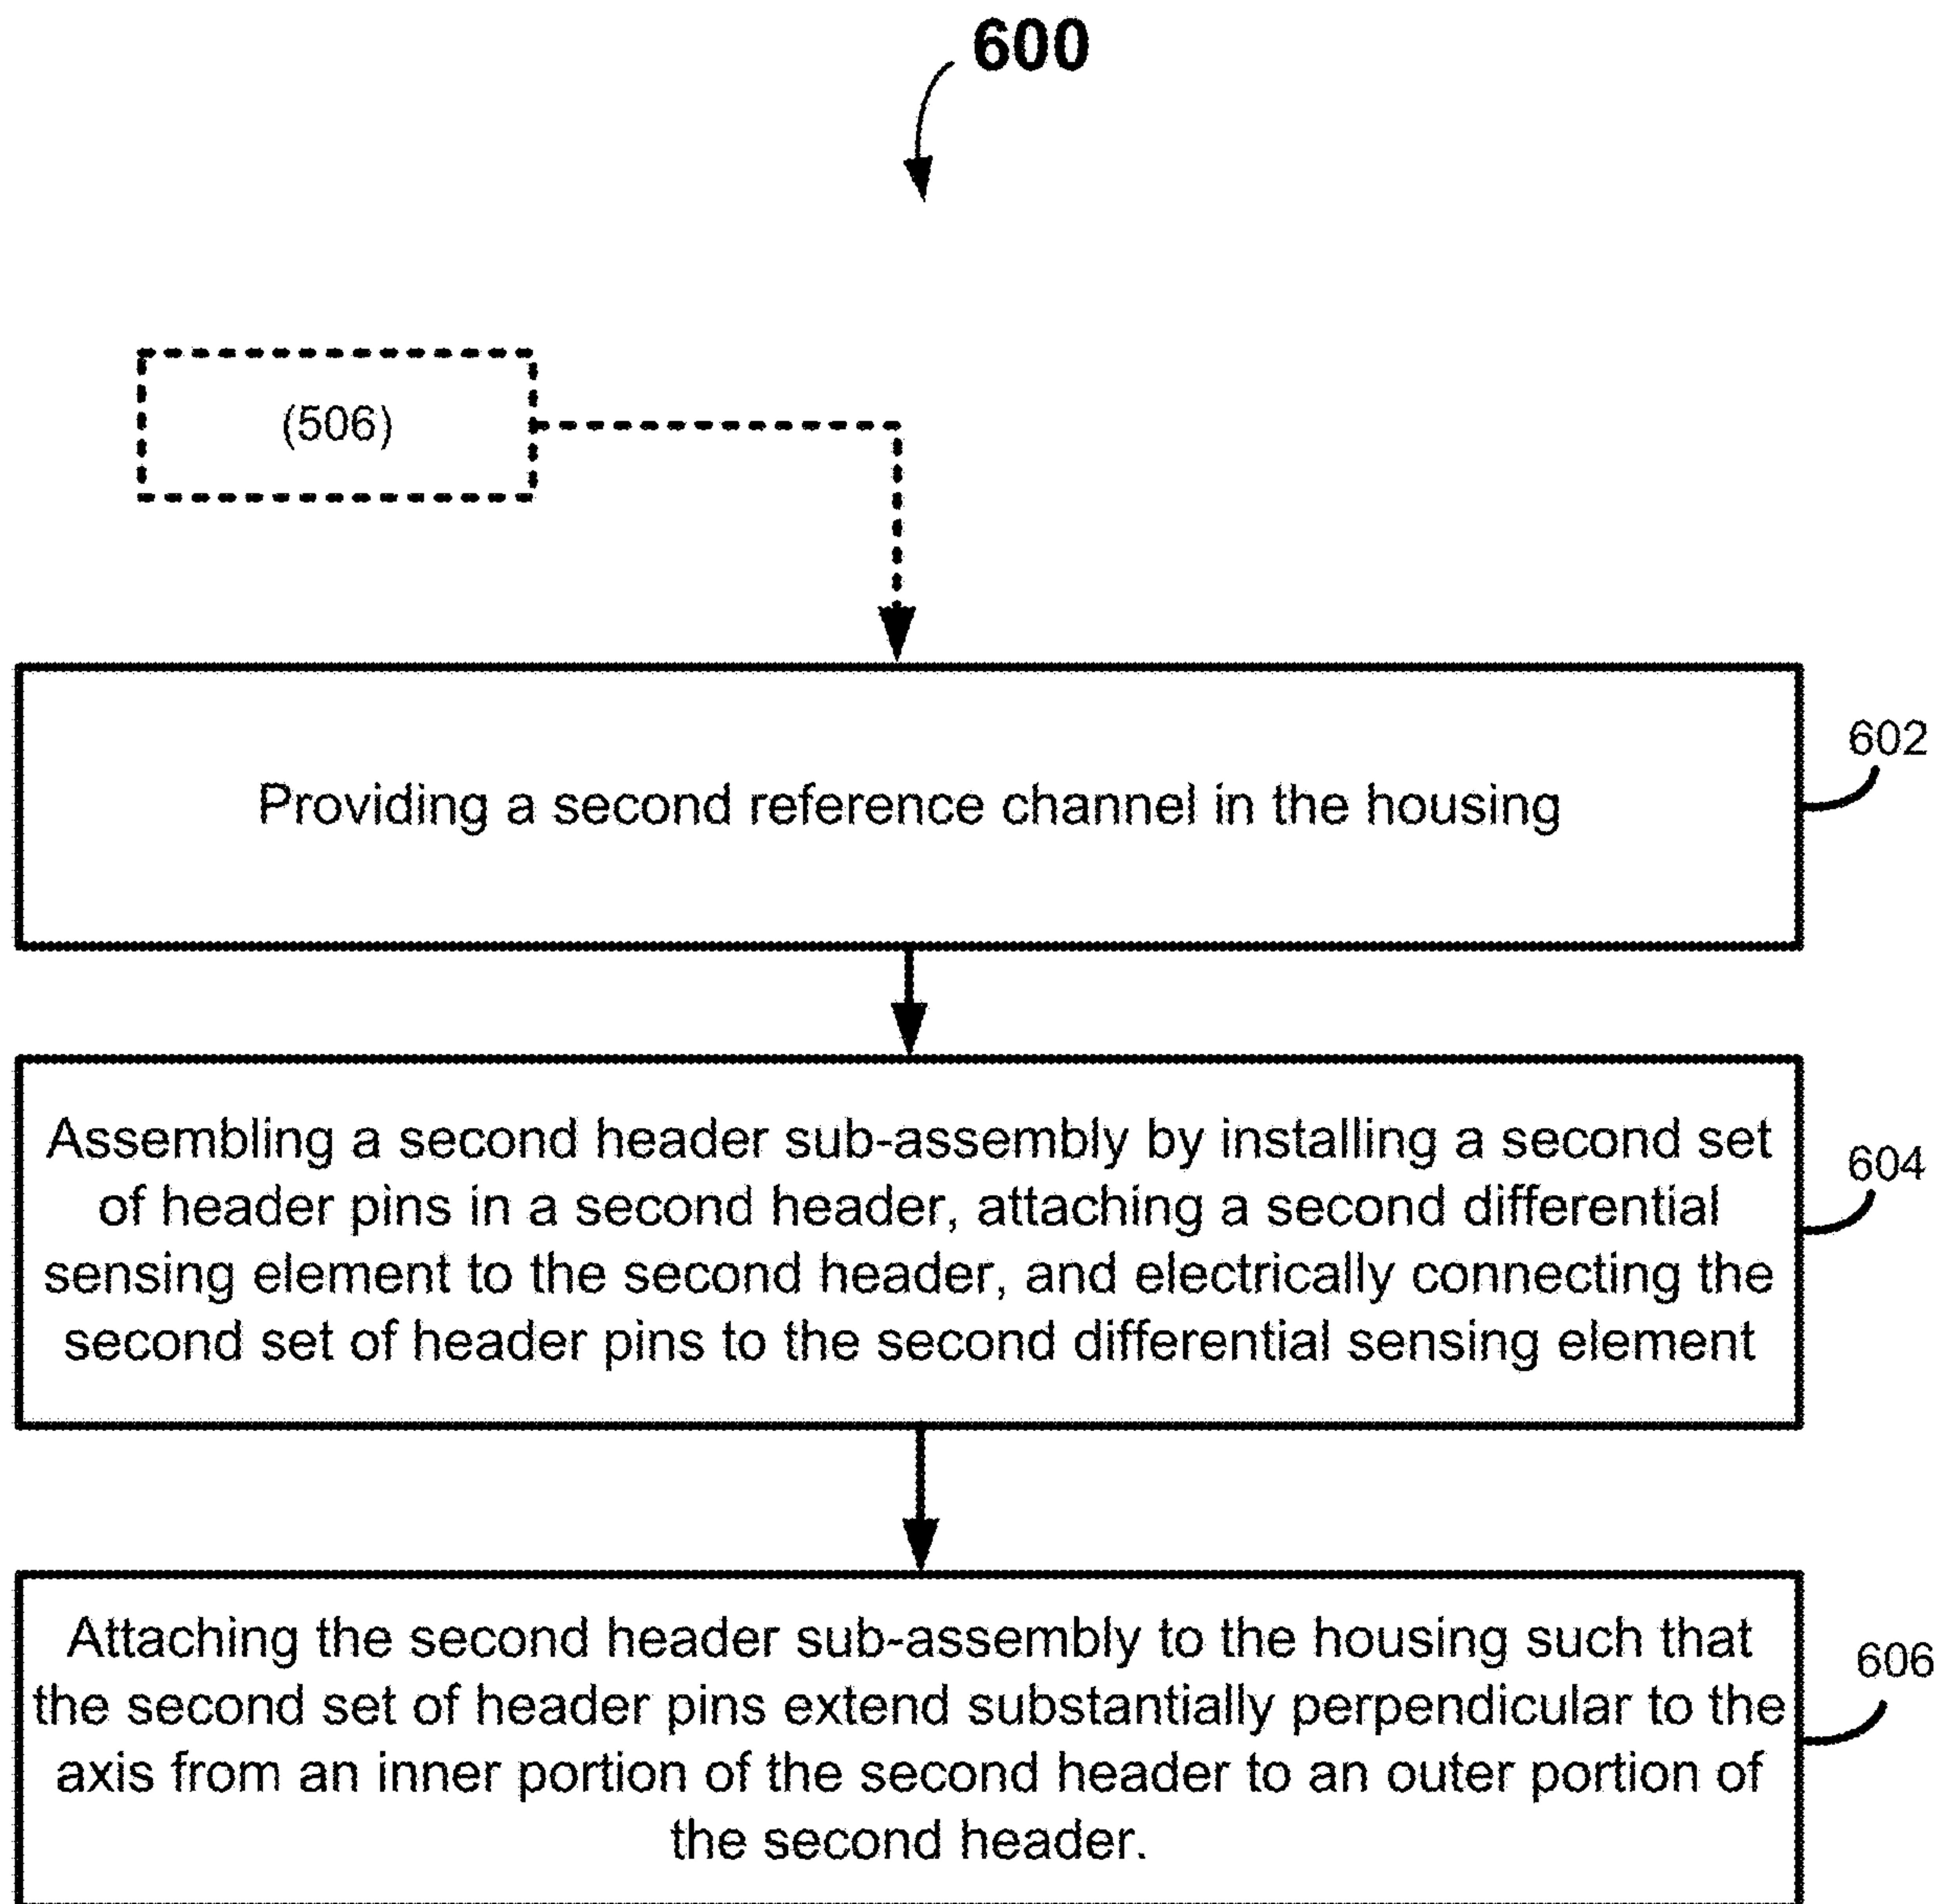 600
(506)
Providing a second reference channel in the housing
602
Assembling a second header sub-assembly by installing a second set
of header pins in a second header, attaching a second differential
sensing element to the second header, and electrically connecting the
second set of header pins to the second differential sensing element
604
Attaching the second header sub-assembly to the housing such that
the second set of header pins extend substantially perpendicular to the
axis from an inner portion of the second header to an outer portion of
the second header.
606